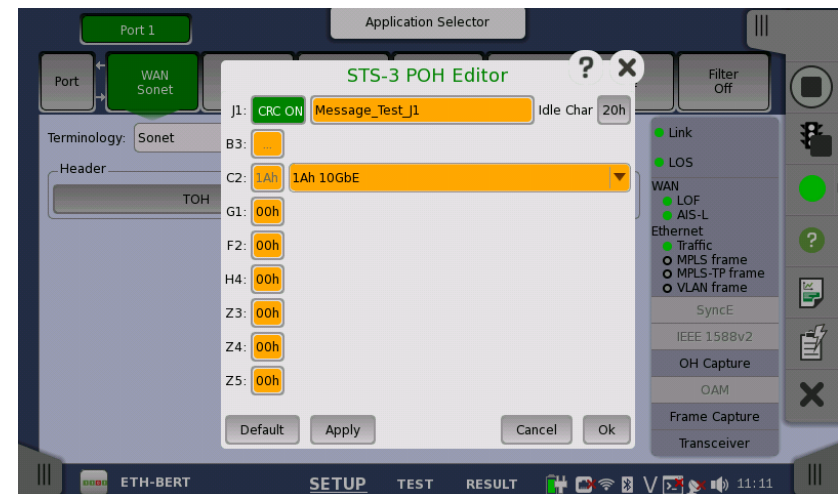 Port 1
Application Selector
Port
WAN
Sonet
Filter
Off
STS-3 POH Editor
? X
J1: CRC ON Message_Test_J1 Idle Char 20h
B3: ...
C2: 1Ah 1Ah 10GbE
G1: 00h
F2: 00h
H4: 00h
Z3: 00h
Z4: 00h
Z5: 00h
Default Apply Cancel Ok
Terminology: Sonet
Header
TOH
Link
LOS
WAN
LOF
AIS-L
Ethernet
Traffic
MPLS frame
MPLS-TP frame
VLAN frame
SyncE
IEEE 1588v2
OH Capture
OAM
Frame Capture
Transceiver
?
ETH-BERT SETUP TEST RESULT 11:11